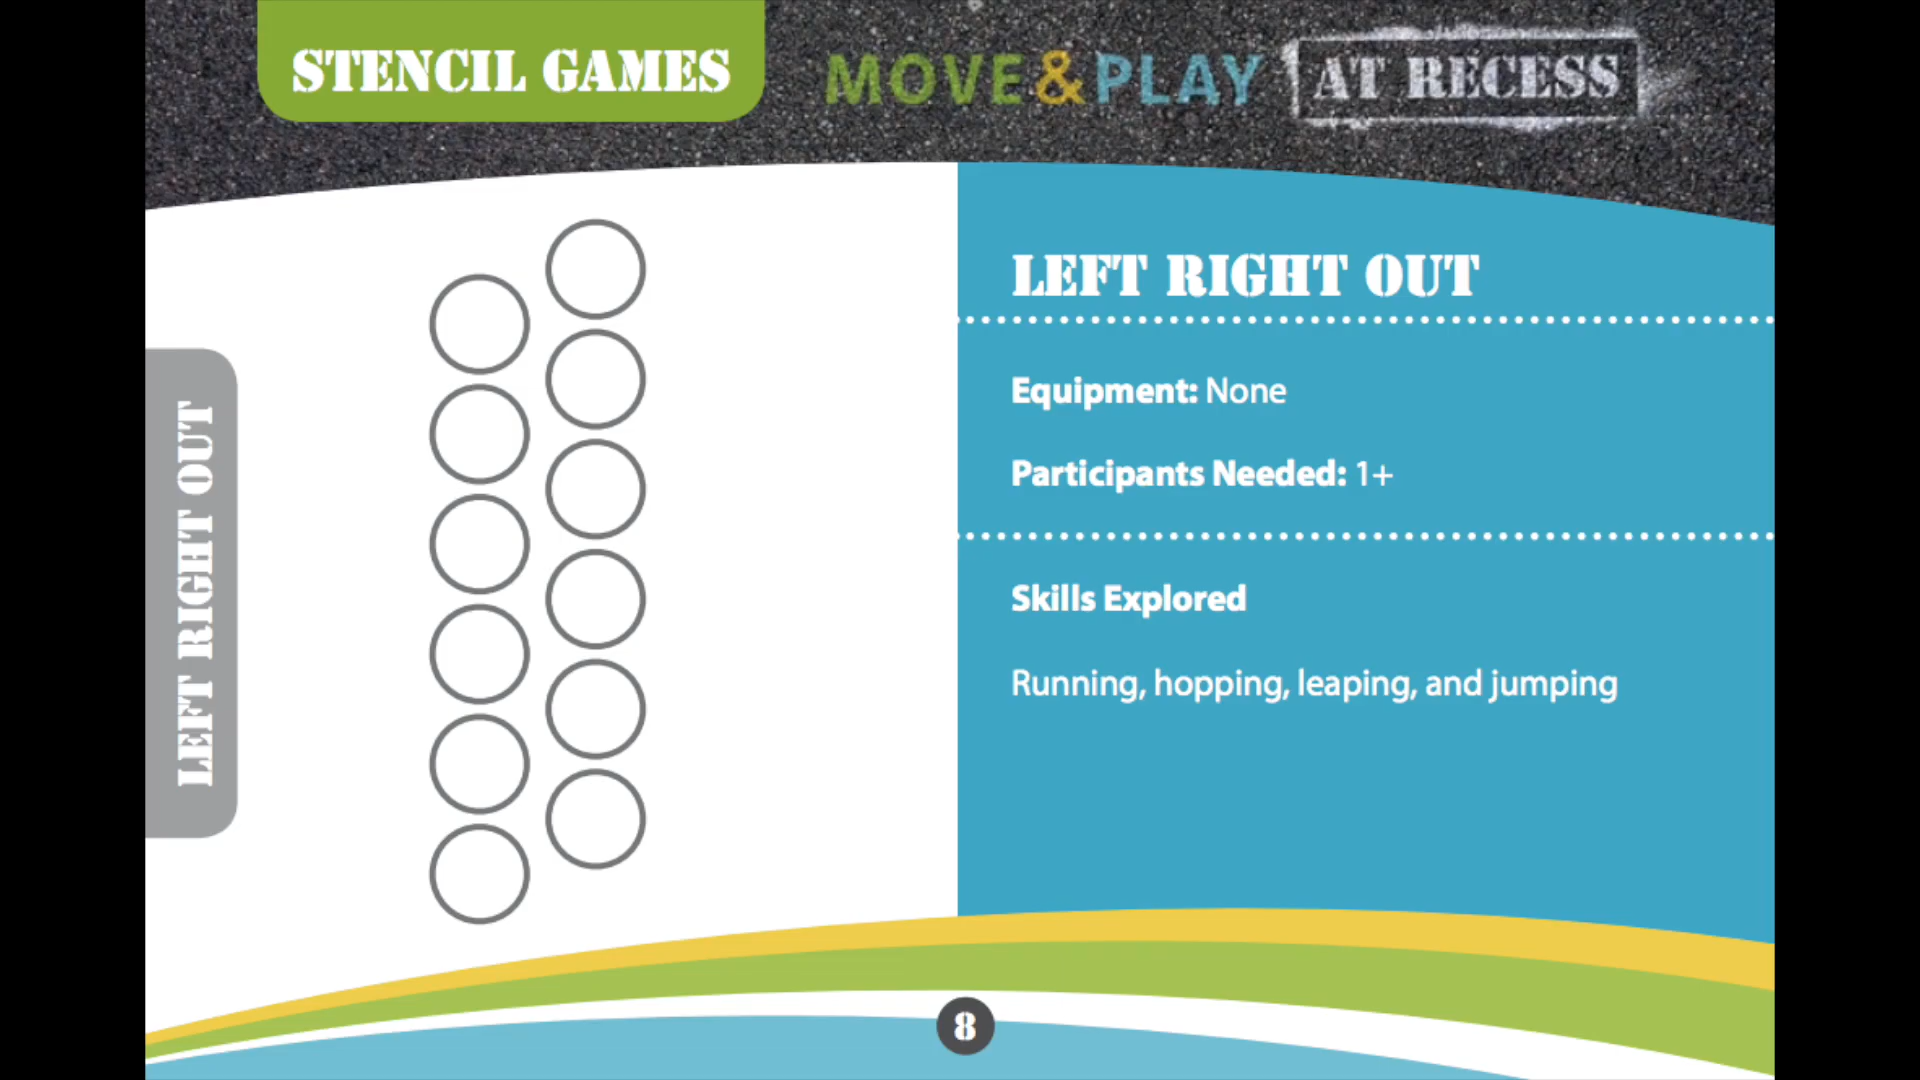 STENCIL GAMES
MOVE&PLAY AT RECESS
LEFT RIGHT OUT
LEFT RIGHT OUT
Equipment: None
Participants Needed: 1+
Skills Explored
Running, hopping, leaping, and jumping
8